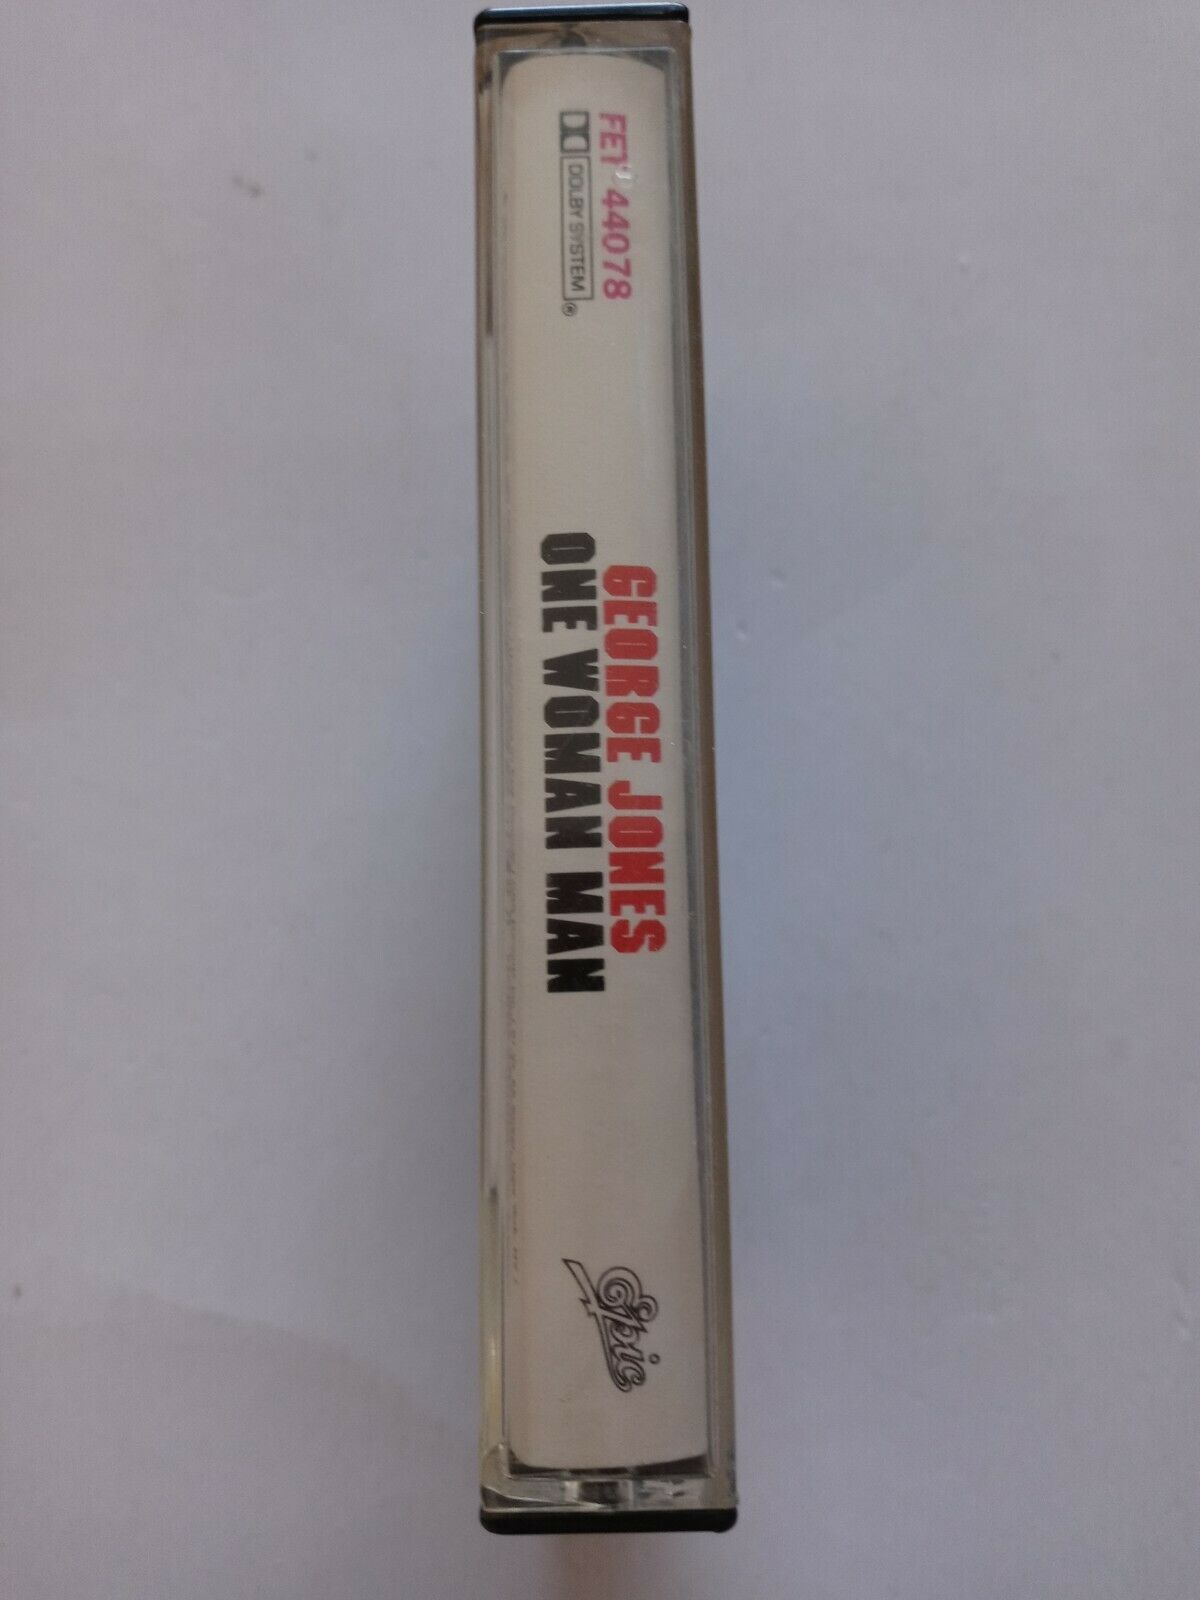 FET 44078
DOLBY SYSTEM ®
GEORGE JONES
ONE WOMAN MAN
Epic